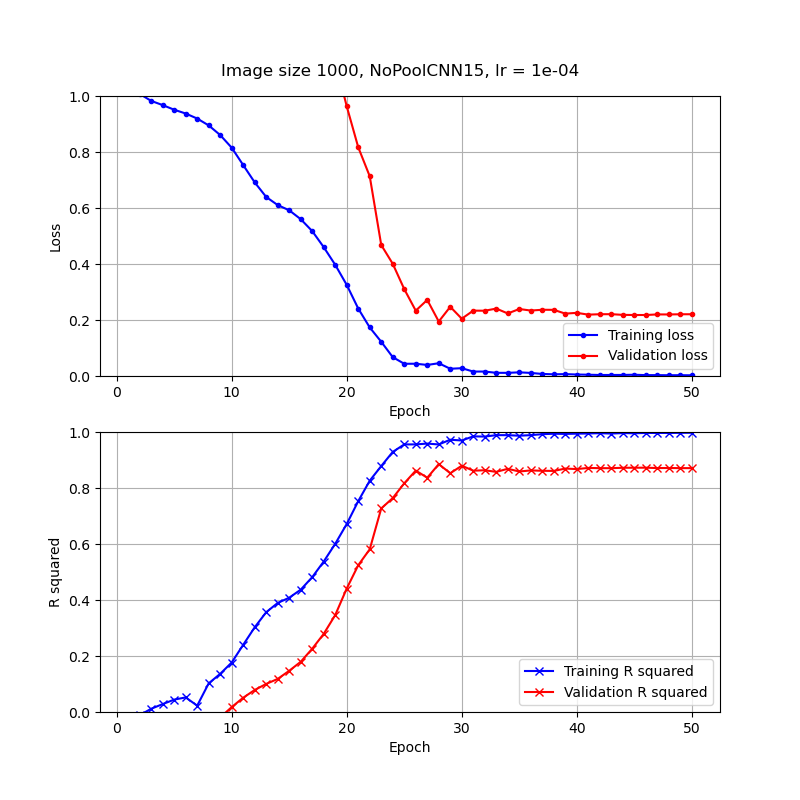 Image size 1000, NoPoolCNN15, lr = 1e-04
1.0
0.8
0.6
0.4
0.2
0.0
Loss
0 10 20 30 40 50
Epoch
Training loss
Validation loss
1.0
0.8
0.6
0.4
0.2
0.0
R squared
0 10 20 30 40 50
Epoch
Training R squared
Validation R squared